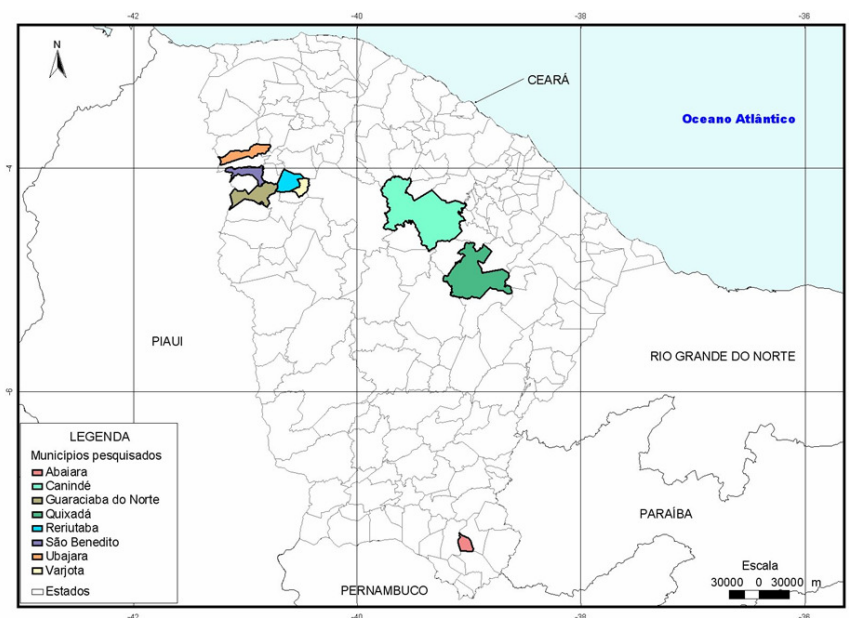 -42
-40
-38
-36
N
CEARÁ
Oceano Atlântico
-4
PIAUI
RIO GRANDE DO NORTE
-6
LEGENDA
Municípios pesquisados
Abaiara
Canindé
Guaraciaba do Norte
Quixadá
Reriutaba
São Benedito
Ubajara
Varjota
Estados
PARAÍBA
PERNAMBUCO
Escala
30000 0 30000 m
-42
-40
-38
-36